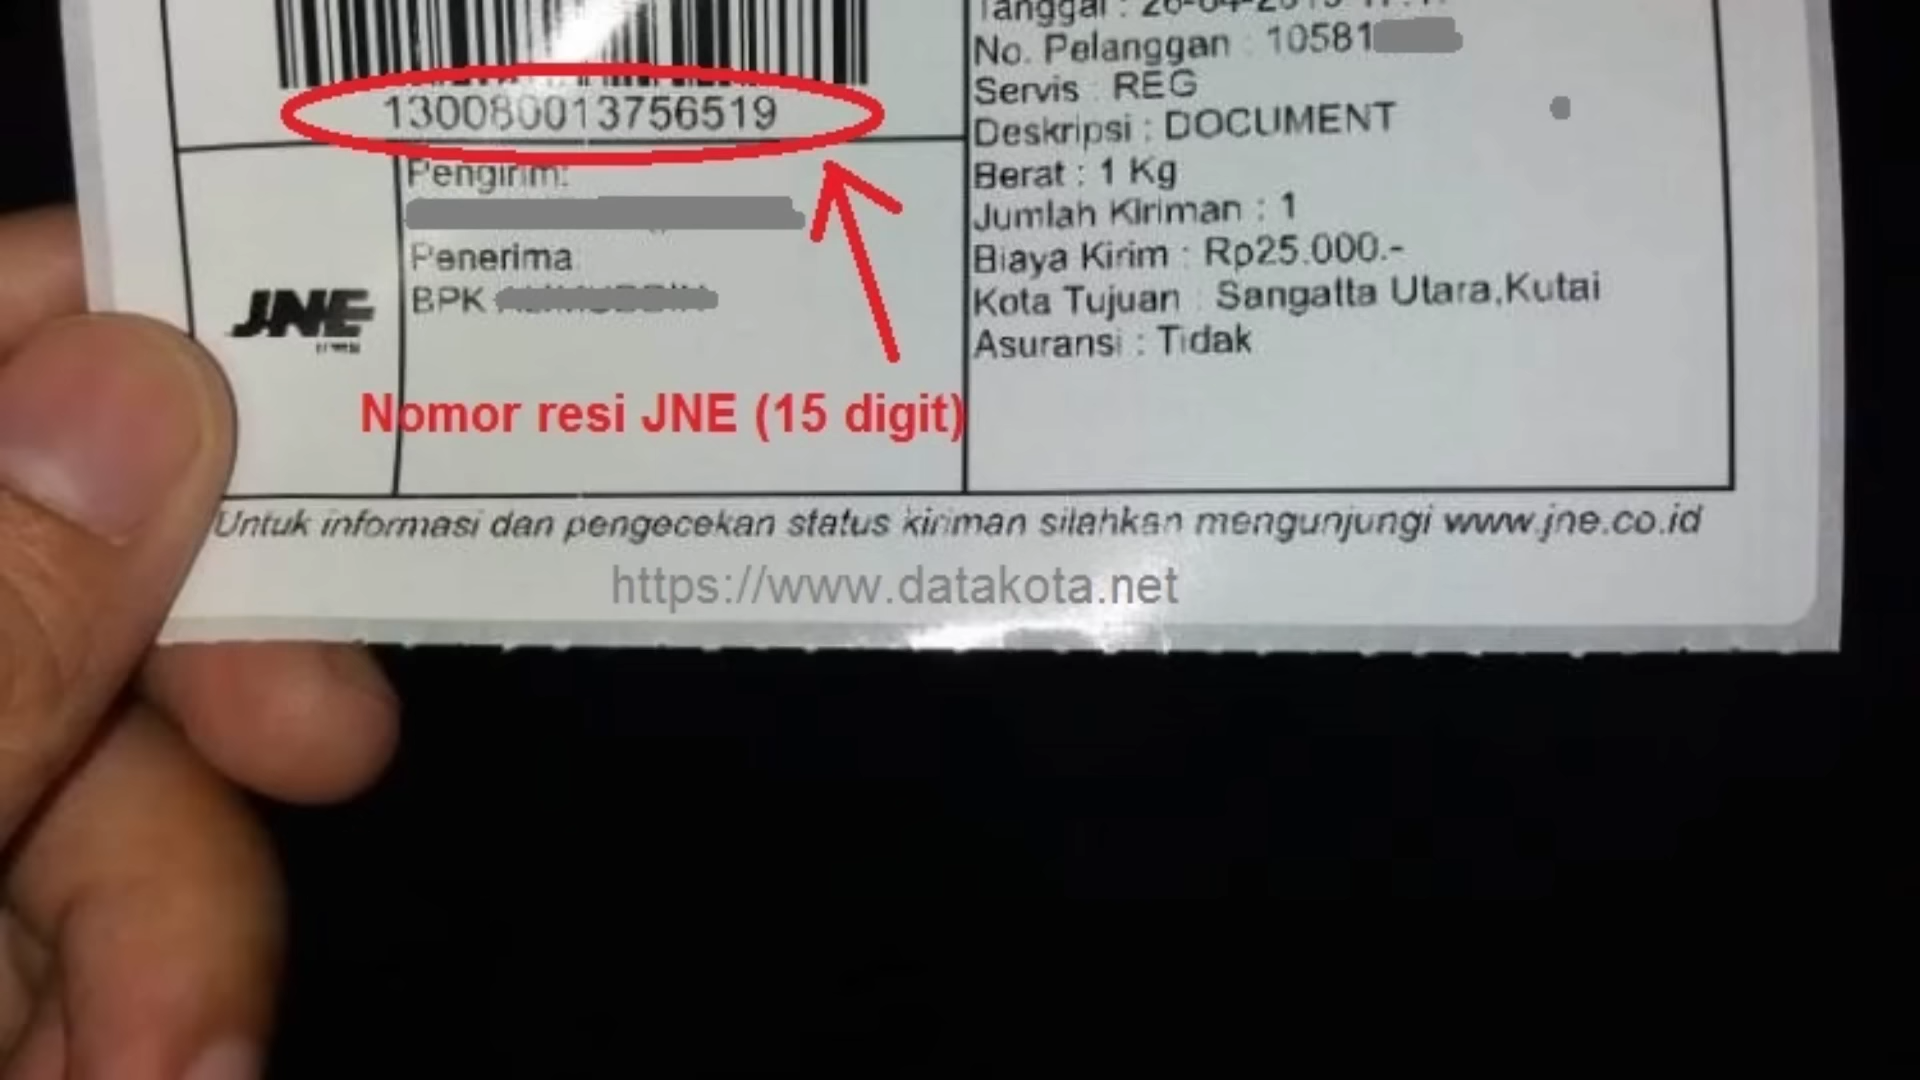 No. Pelanggan : 10581
Servis : REG
Deskripsi : DOCUMENT
Berat : 1 Kg
Jumlah Kiriman : 1
Biaya Kirim : Rp25.000.-
Kota Tujuan : Sangatta Utara,Kutai
Asuransi : Tidak
130080013756519
Pengirim:
Penerima
BPK
JNE
Nomor resi JNE (15 digit)
Untuk informasi dan pengecekan status kiriman silahkan mengunjungi www.jne.co.id
https://www.datakota.net